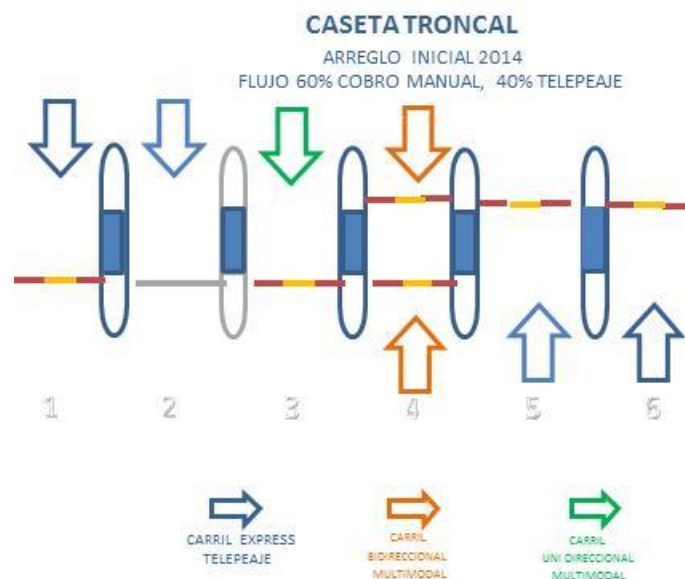 CASETA TRONCAL
ARREGLO INICIAL 2014
FLUJO 60% COBRO MANUAL, 40% TELEPEAJE
1 2 3 4 5 6
CARRIL EXPRESS
TELEPEAJE
CARRIL
BIDIRECCIONAL
MULTIMODAL
CARRIL
UNI DIRECCIONAL
MULTIMODAL